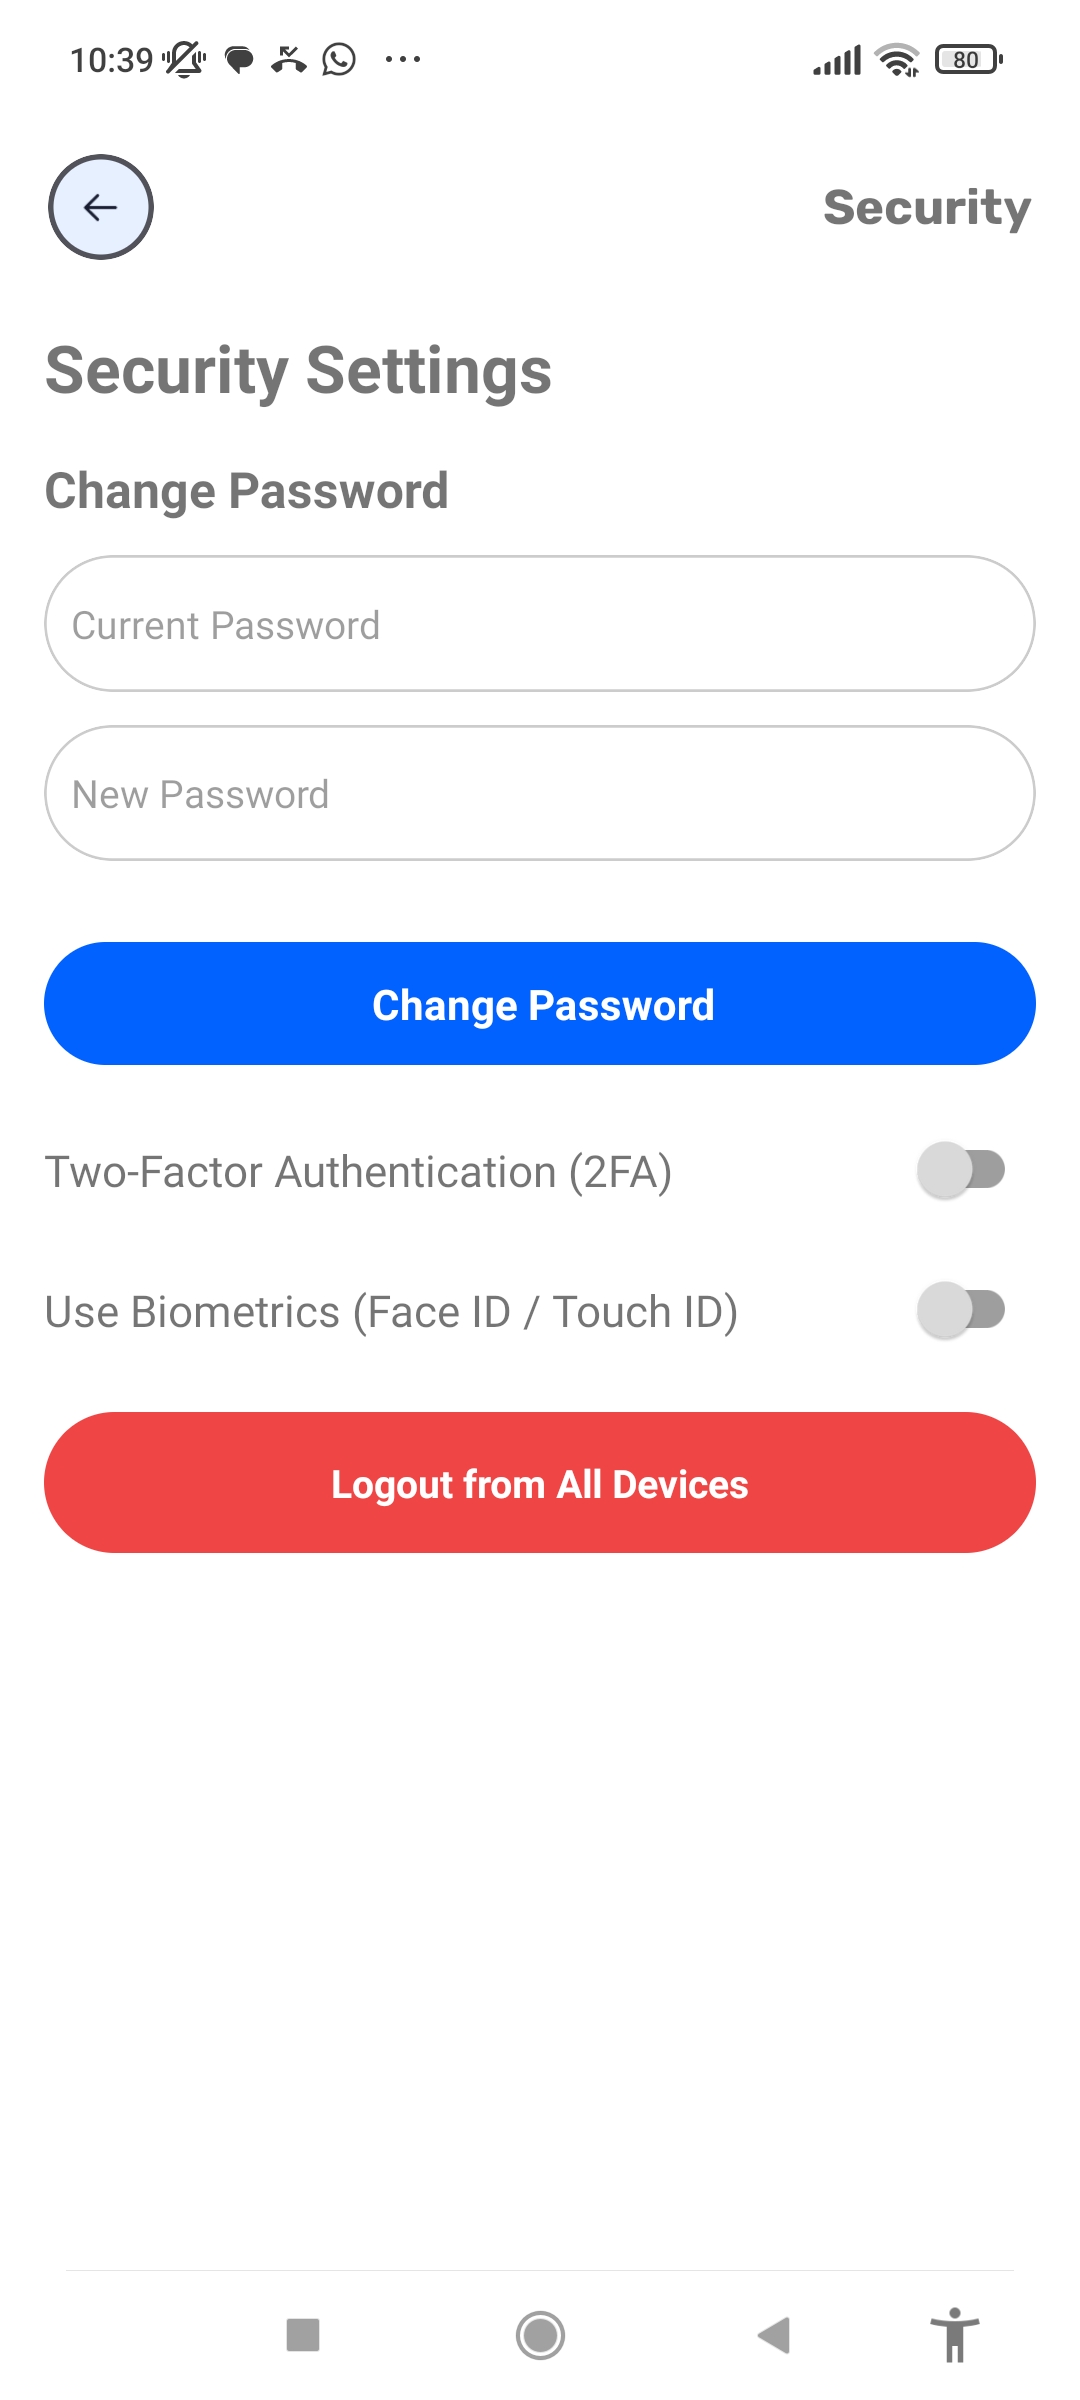 10:39
80
Security
Security Settings
Change Password
Current Password
New Password
Change Password
Two-Factor Authentication (2FA)
Use Biometrics (Face ID / Touch ID)
Logout from All Devices